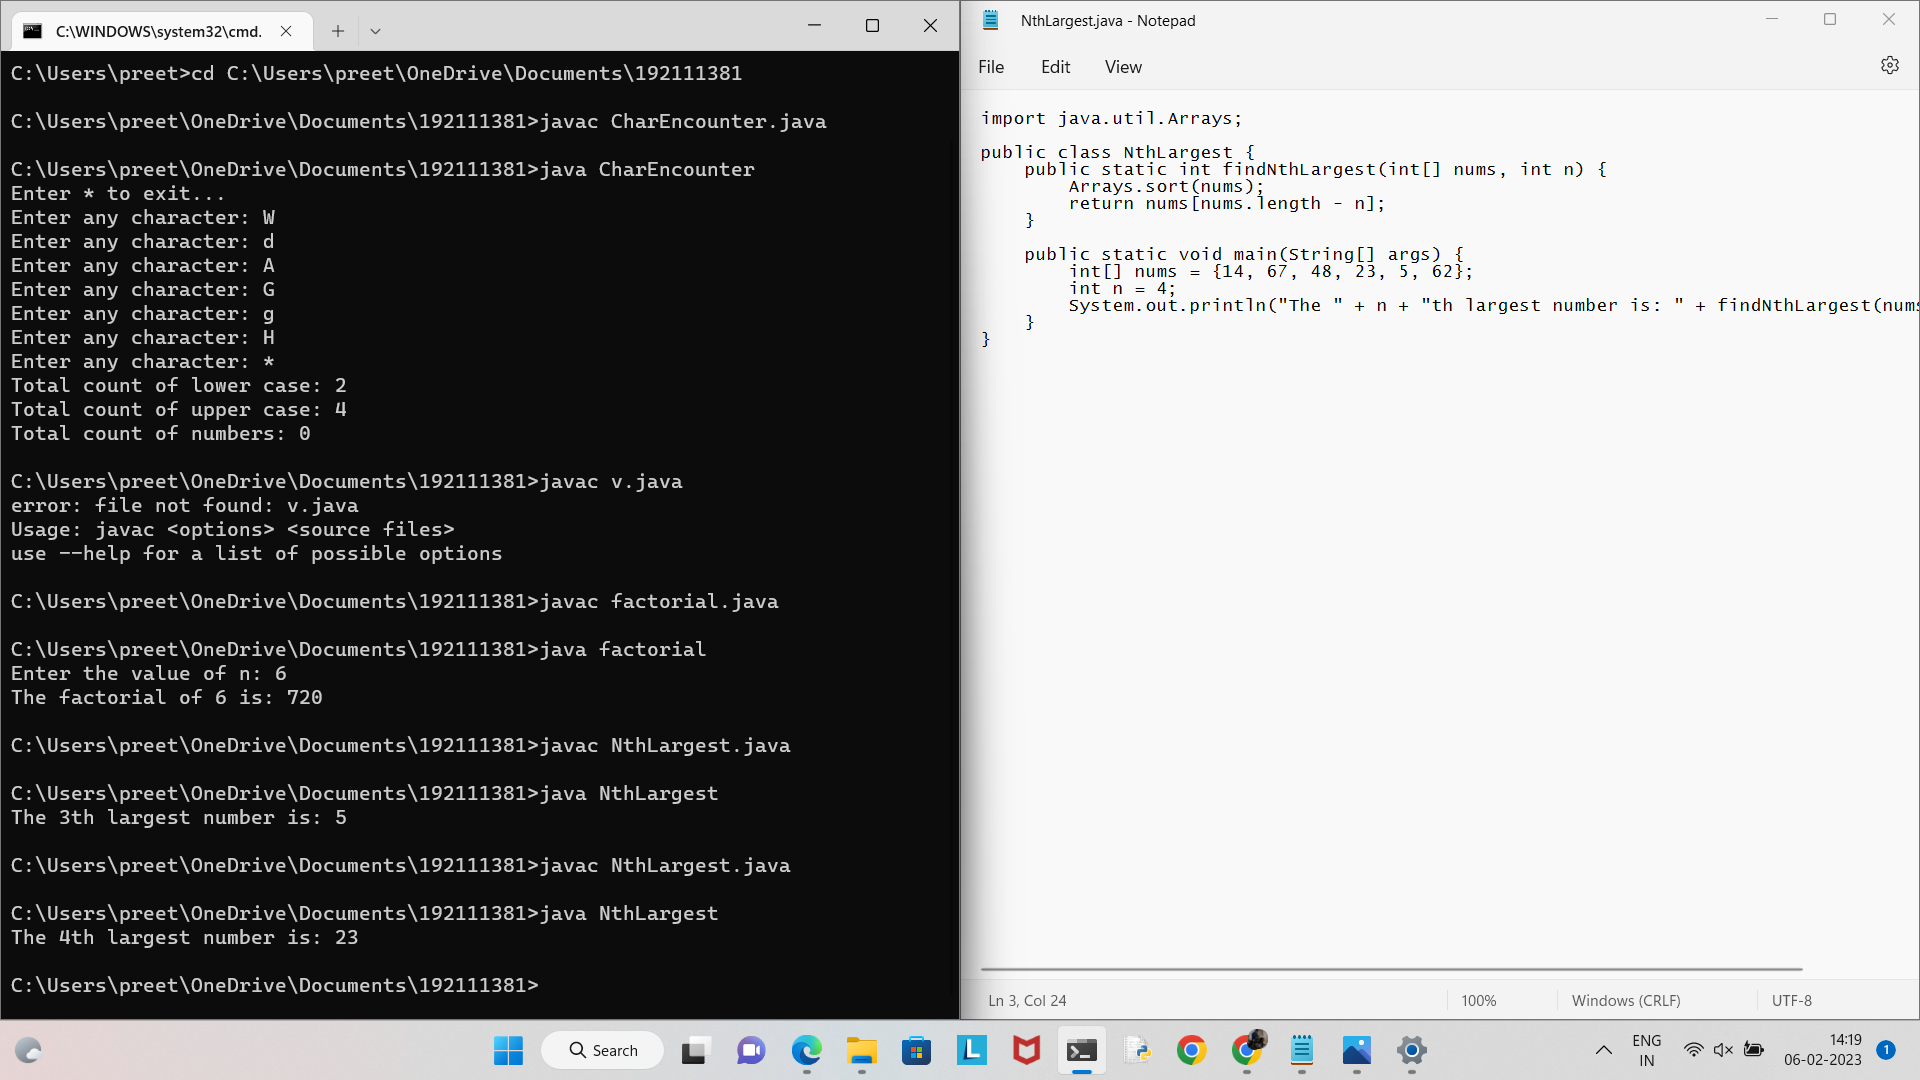 C:\WINDOWS\system32\cmd.
C:\Users\preet>cd C:\Users\preet\OneDrive\Documents\192111381
C:\Users\preet\OneDrive\Documents\192111381>javac CharEncounter.java
C:\Users\preet\OneDrive\Documents\192111381>java CharEncounter
Enter * to exit...
Enter any character: W
Enter any character: d
Enter any character: A
Enter any character: G
Enter any character: g
Enter any character: H
Enter any character: *
Total count of lower case: 2
Total count of upper case: 4
Total count of numbers: 0
C:\Users\preet\OneDrive\Documents\192111381>javac v.java
error: file not found: v.java
Usage: javac <options> <source files>
use --help for a list of possible options
C:\Users\preet\OneDrive\Documents\192111381>javac factorial.java
C:\Users\preet\OneDrive\Documents\192111381>java factorial
Enter the value of n: 6
The factorial of 6 is: 720
C:\Users\preet\OneDrive\Documents\192111381>javac NthLargest.java
C:\Users\preet\OneDrive\Documents\192111381>java NthLargest
The 3th largest number is: 5
C:\Users\preet\OneDrive\Documents\192111381>javac NthLargest.java
C:\Users\preet\OneDrive\Documents\192111381>java NthLargest
The 4th largest number is: 23
C:\Users\preet\OneDrive\Documents\192111381>
NthLargest.java - Notepad
File Edit View
import java.util.Arrays;
public class NthLargest {
    public static int findNthLargest(int[] nums, int n) {
        Arrays.sort(nums);
        return nums[nums.length - n];
    }
    public static void main(String[] args) {
        int[] nums = {14, 67, 48, 23, 5, 62};
        int n = 4;
        System.out.println("The " + n + "th largest number is: " + findNthLargest(nums
    }
}
Ln 3, Col 24 100% Windows (CRLF) UTF-8
Search
L
ENG
IN
14:19
06-02-2023
1